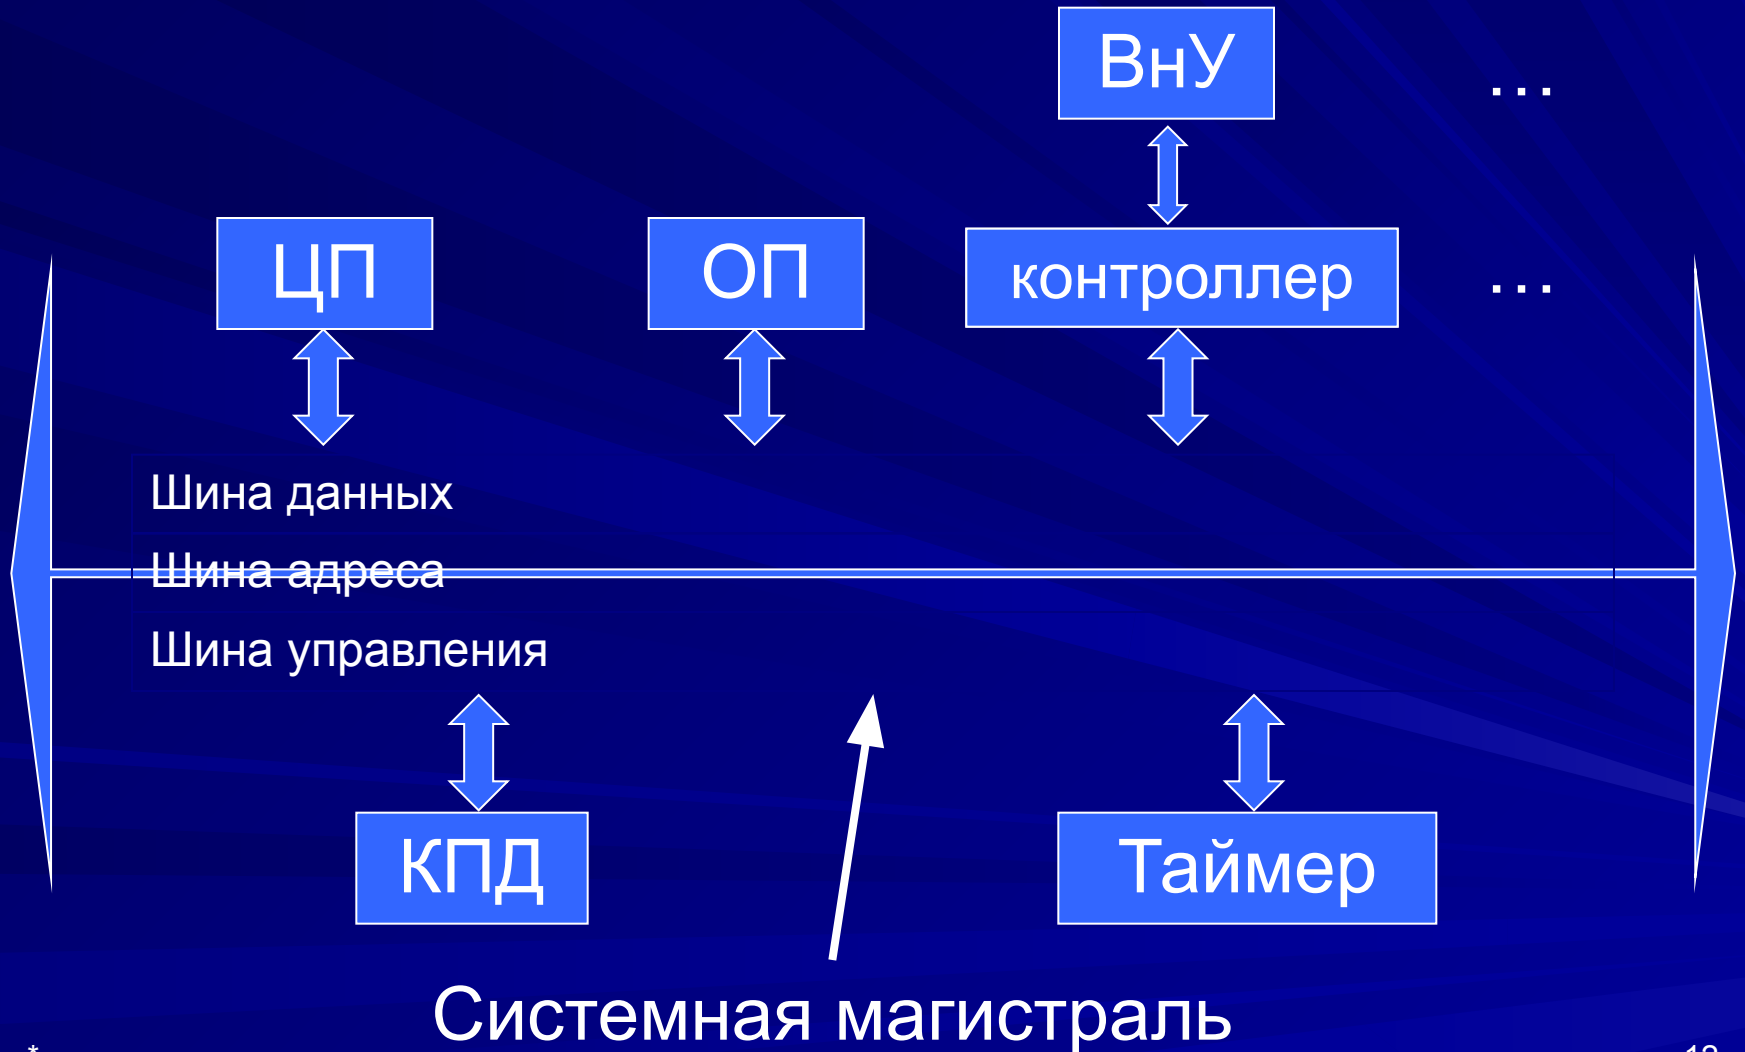 ВнУ
...
ЦП
ОП
контроллер
...
Шина данных
Шина адреса
Шина управления
КПД
Таймер
Системная магистраль
*